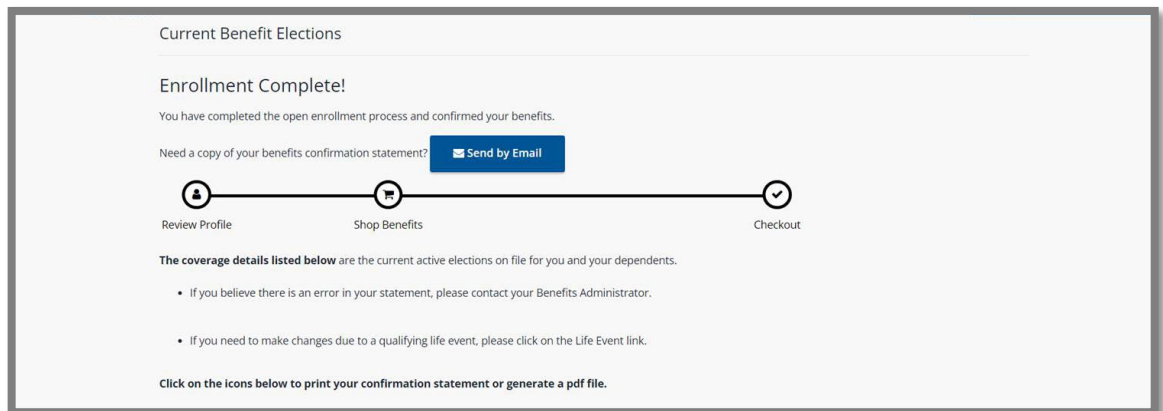 Current Benefit Elections
Enrollment Complete!
You have completed the open enrollment process and confirmed your benefits.
Need a copy of your benefits confirmation statement? Send by Email
Review Profile Shop Benefits Checkout
The coverage details listed below are the current active elections on file for you and your dependents.
• If you believe there is an error in your statement, please contact your Benefits Administrator.
• If you need to make changes due to a qualifying life event, please click on the Life Event link.
Click on the icons below to print your confirmation statement or generate a pdf file.